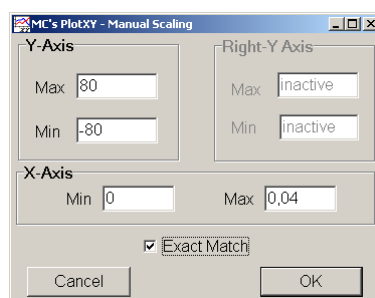 MC's PlotXY - Manual Scaling
Y-Axis
Max 80
Min -80
Right-Y Axis
Max inactive
Min inactive
X-Axis
Min 0 Max 0,04
Exact Match
Cancel OK